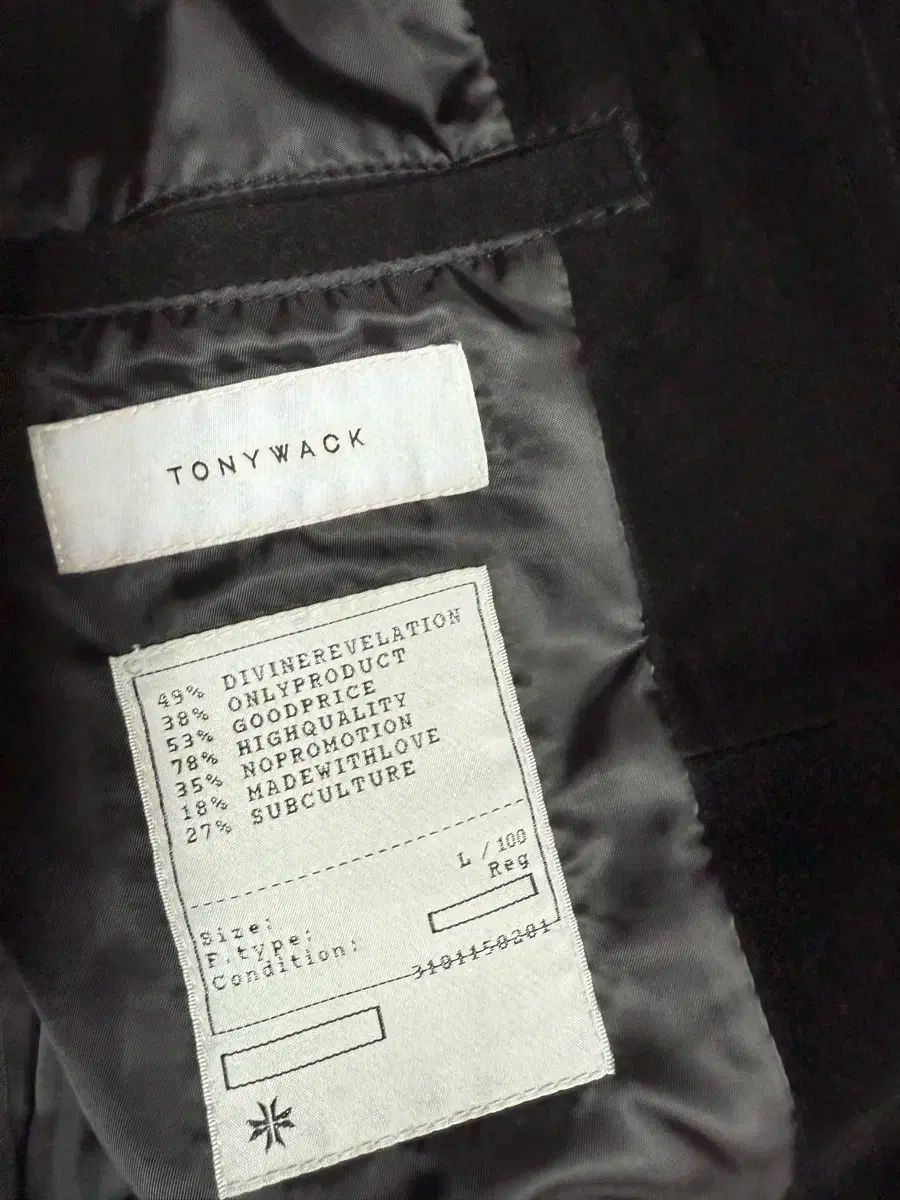 TONYWACK
49% DIVINEREVELATION
38% ONLYPRODUCT
53% GOODPRICE
78% HIGHQUALITY
35% NOPROMOTION
18% MADEWITHLOVE
27% SUBCULTURE
Size: L / 100
F.type: Reg
Condition:
3101150201